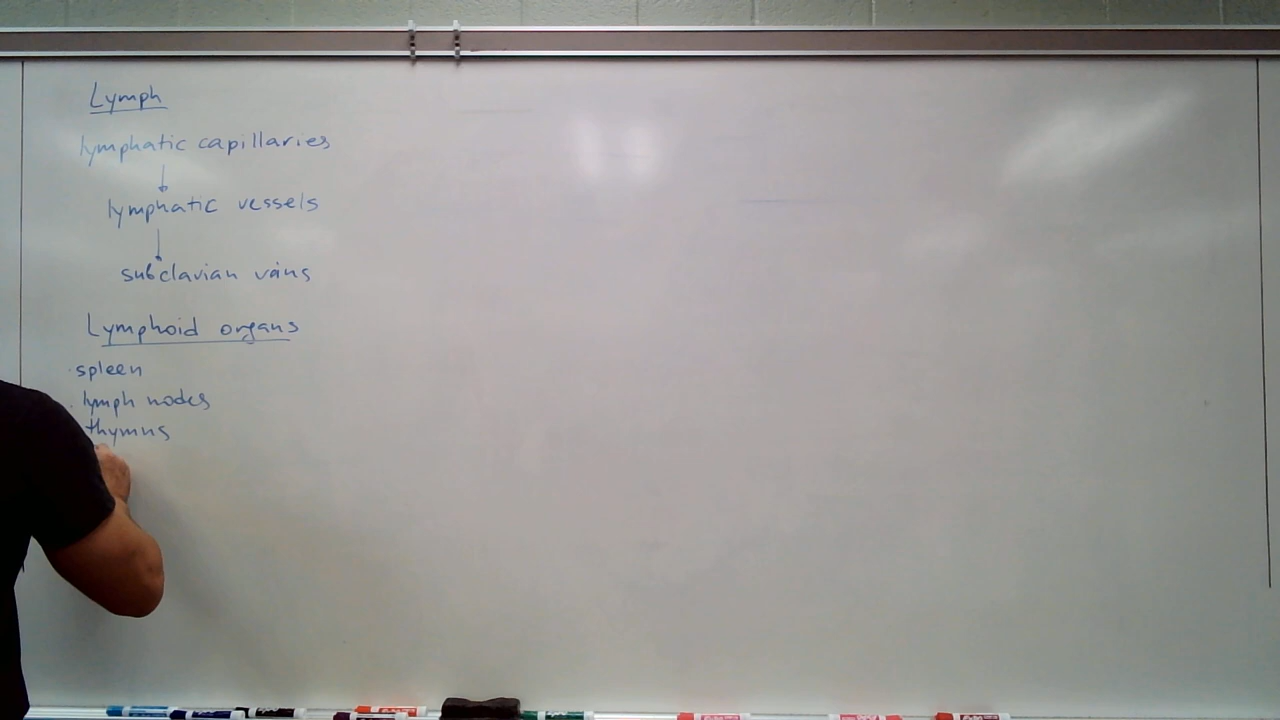 Lymph
lymphatic capillaries
↓
lymphatic vessels
↓
subclavian vains
Lymphoid organs
· spleen
· lymph nodes
thymus